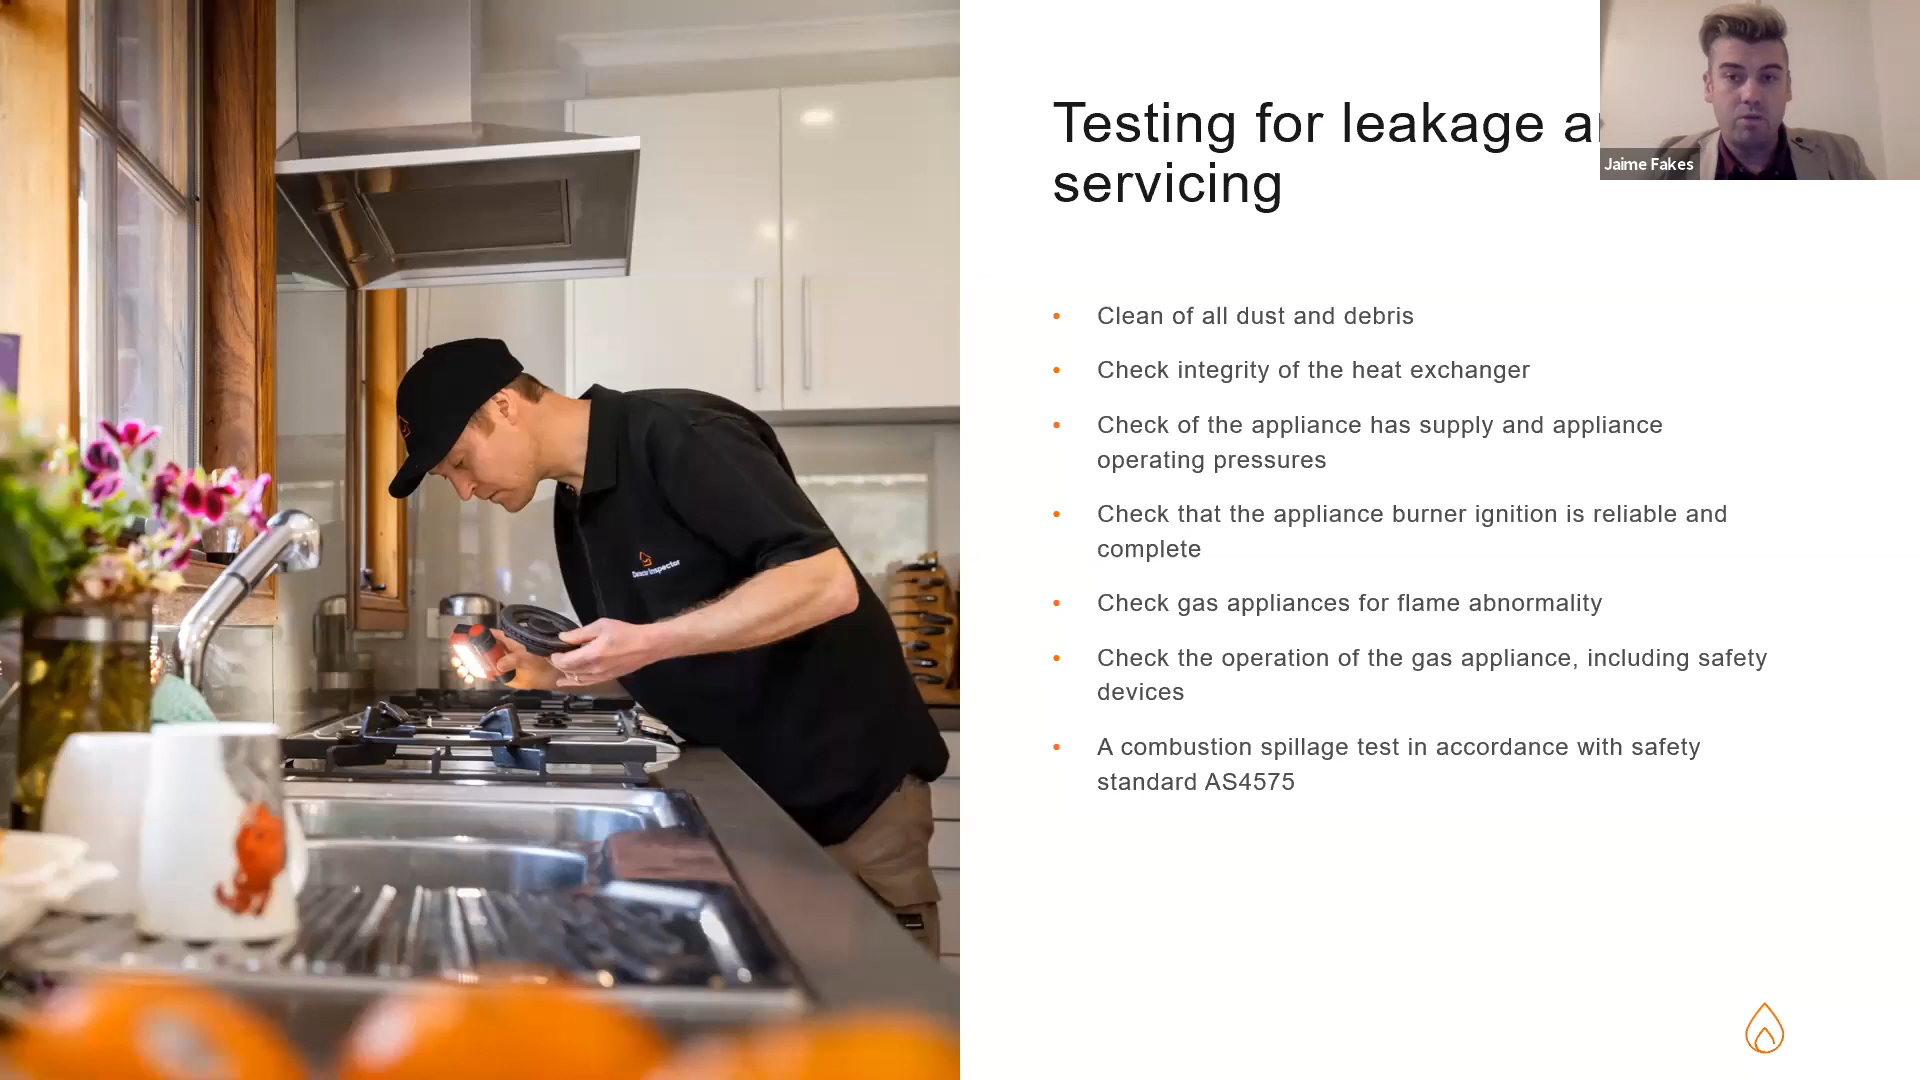 Testing for leakage a
servicing
Jaime Fakes
• Clean of all dust and debris
• Check integrity of the heat exchanger
• Check of the appliance has supply and appliance
operating pressures
• Check that the appliance burner ignition is reliable and
complete
• Check gas appliances for flame abnormality
• Check the operation of the gas appliance, including safety
devices
• A combustion spillage test in accordance with safety
standard AS4575
Inspector